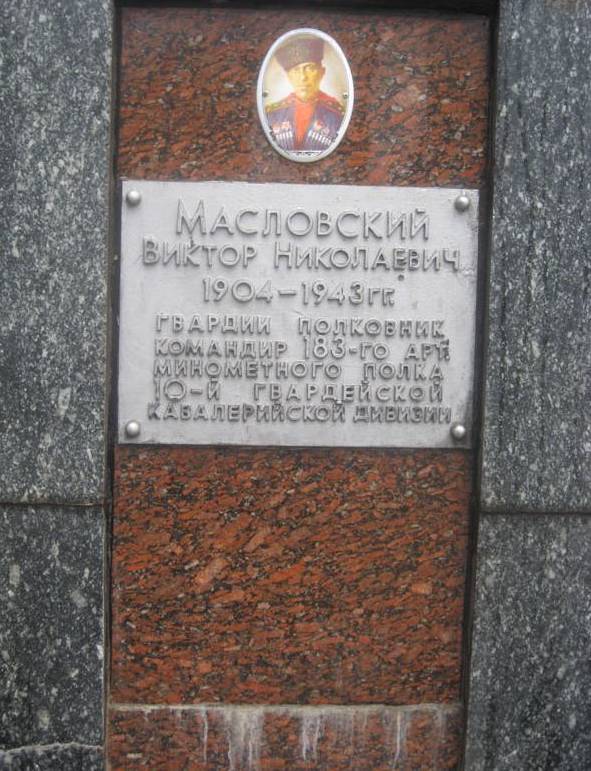 Масловский
Виктор Николаевич
1904-1943гг.
гвардии полковник
командир 183-го арт.
минометного полка
10-й гвардейской
кавалерийской дивизии